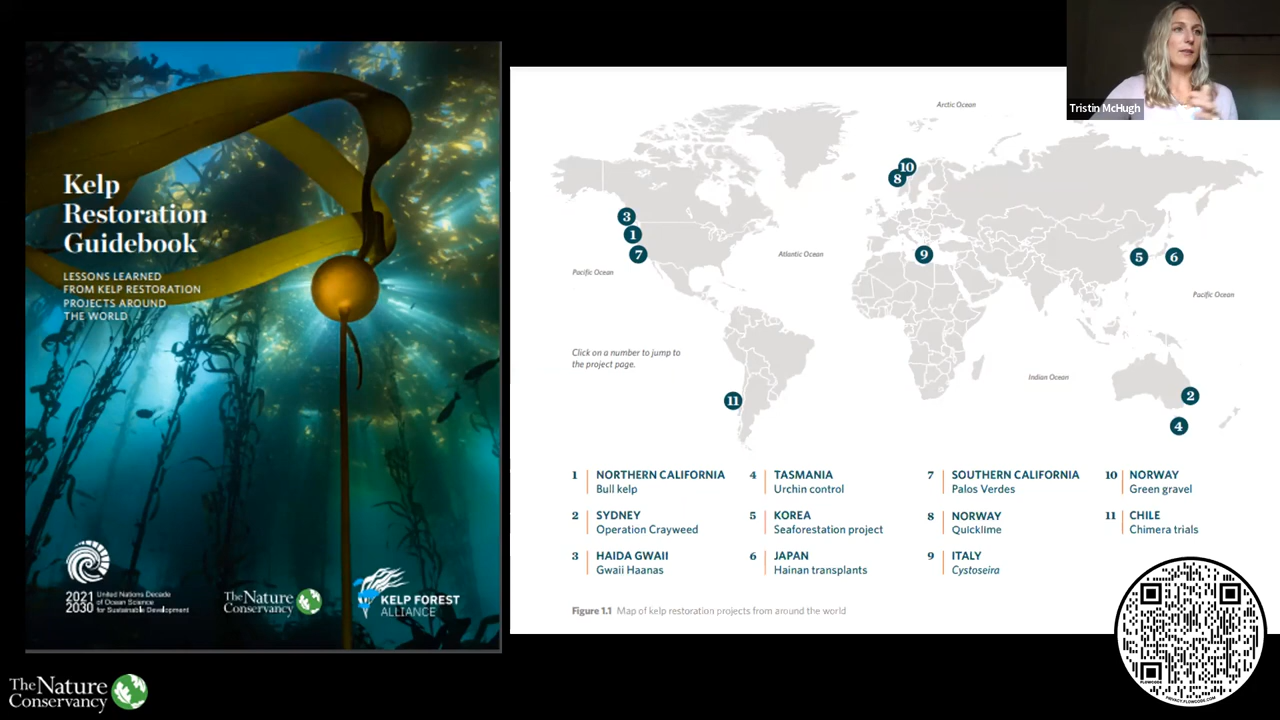 Kelp
Restoration
Guidebook
LESSONS LEARNED
FROM KELP RESTORATION
PROJECTS AROUND
THE WORLD
2021
2030
United Nations Decade
of Ocean Science
for Sustainable Development
The Nature
Conservancy
KELP FOREST
ALLIANCE
The Nature
Conservancy
Tristin McHugh
Arctic Ocean
10
8
3
1
7
Atlantic Ocean
9
5
6
Pacific Ocean
Pacific Ocean
Click on a number to jump to
the project page.
Indian Ocean
11
2
4
1 NORTHERN CALIFORNIA
Bull kelp
2 SYDNEY
Operation Crayweed
3 HAIDA GWAII
Gwaii Haanas
4 TASMANIA
Urchin control
5 KOREA
Seaforestation project
6 JAPAN
Hainan transplants
7 SOUTHERN CALIFORNIA
Palos Verdes
8 NORWAY
Quicklime
9 ITALY
Cystoseira
10 NORWAY
Green gravel
11 CHILE
Chimera trials
Figure 1.1 Map of kelp restoration projects from around the world
FLOWCODE
PRIVACY.FLOWCODE.COM